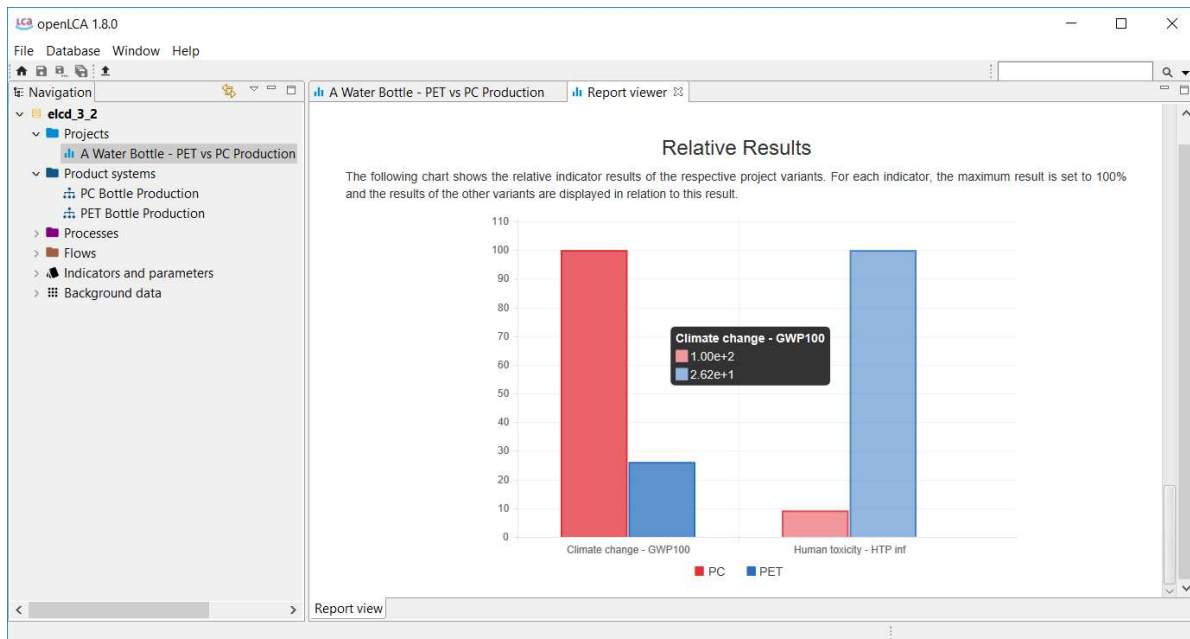 LCA openLCA 1.8.0
File Database Window Help
Navigation
elcd_3_2
Projects
A Water Bottle - PET vs PC Production
Product systems
PC Bottle Production
PET Bottle Production
Processes
Flows
Indicators and parameters
Background data
A Water Bottle - PET vs PC Production
Report viewer
Relative Results
The following chart shows the relative indicator results of the respective project variants. For each indicator, the maximum result is set to 100%
and the results of the other variants are displayed in relation to this result.
110
100
90
80
70
60
50
40
30
20
10
0
Climate change - GWP100
1.00e+2
2.62e+1
Climate change - GWP100
Human toxicity - HTP inf
PC PET
Report view